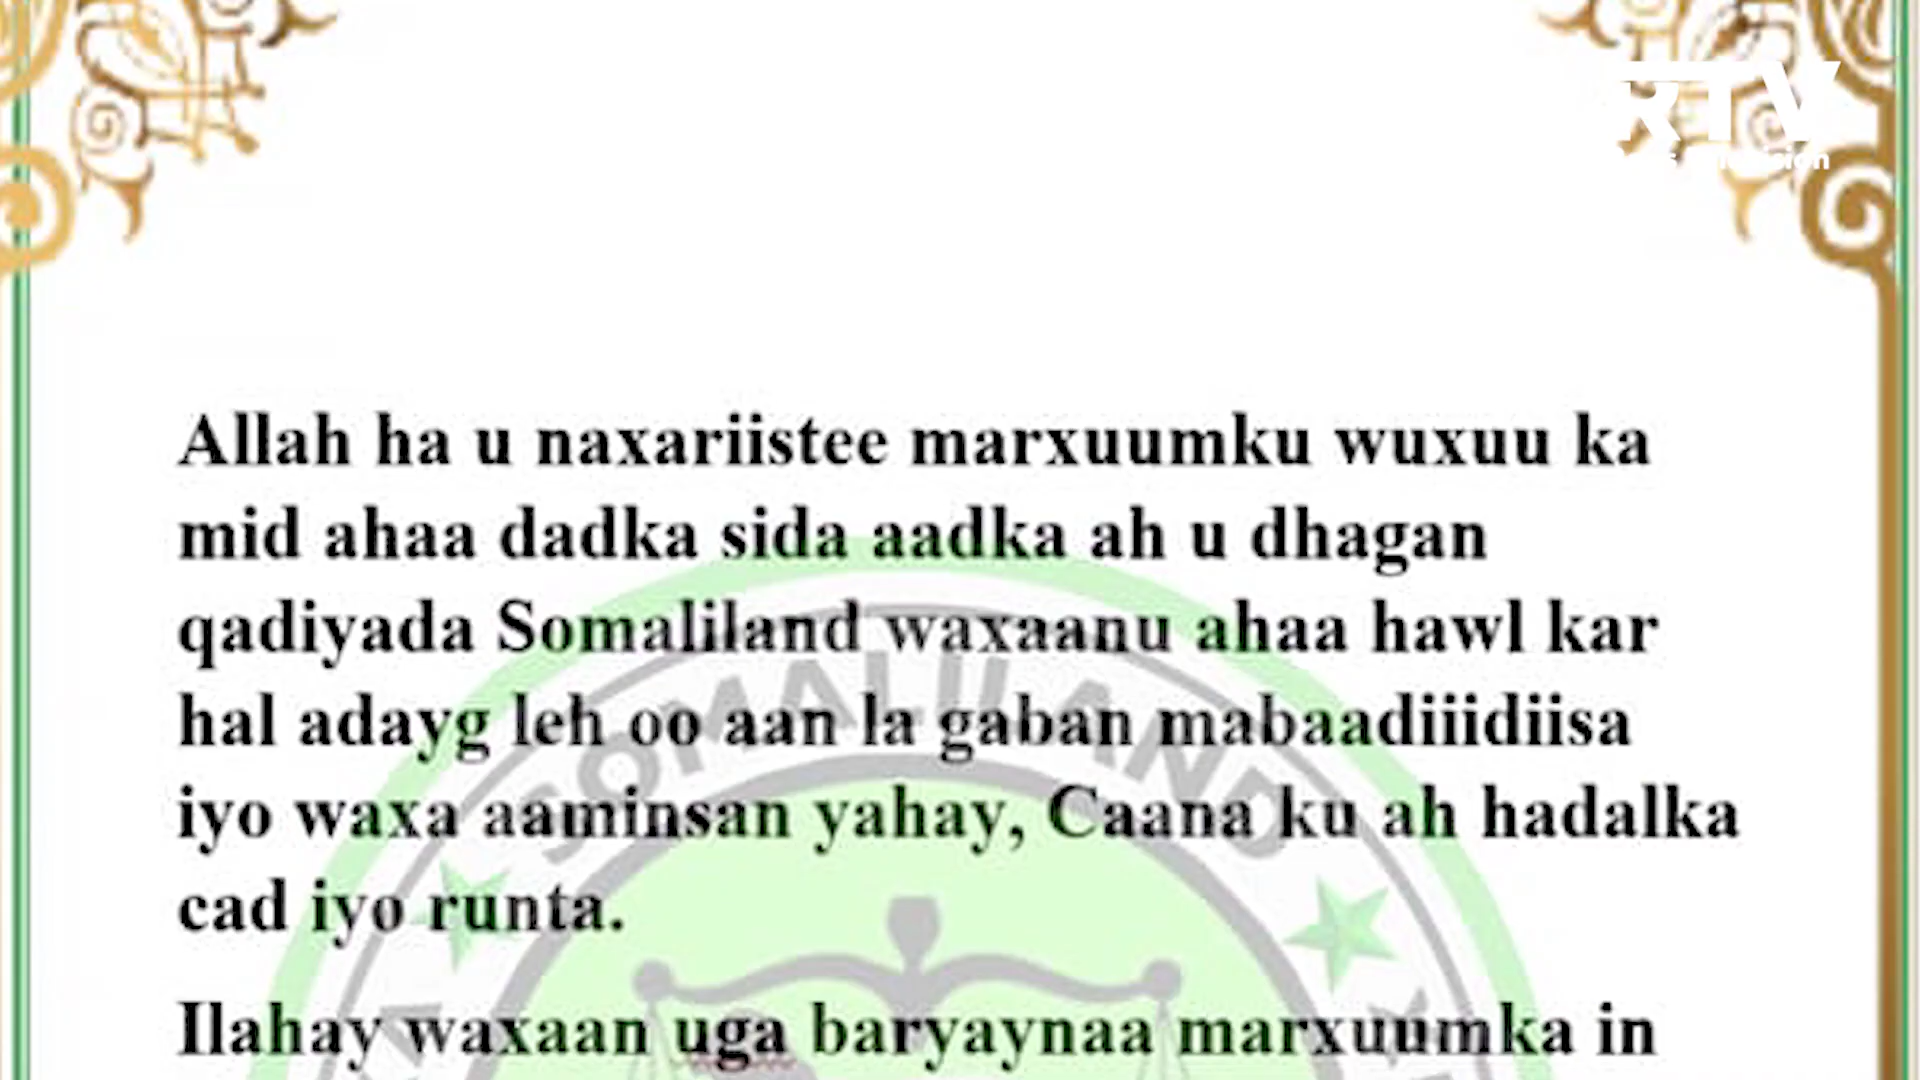 RTV
Allah ha u naxariistee marxuumku wuxuu ka
mid ahaa dadka sida aadka ah u dhagan
qadiyada Somaliland waxaanu ahaa hawl kar
hal adayg leh oo aan la gaban mabaadiiidiisa
iyo waxa aaminsan yahay, Caana ku ah hadalka
cad iyo runta.
Ilahay waxaan uga baryaynaa marxuumka in
SOMALILAND